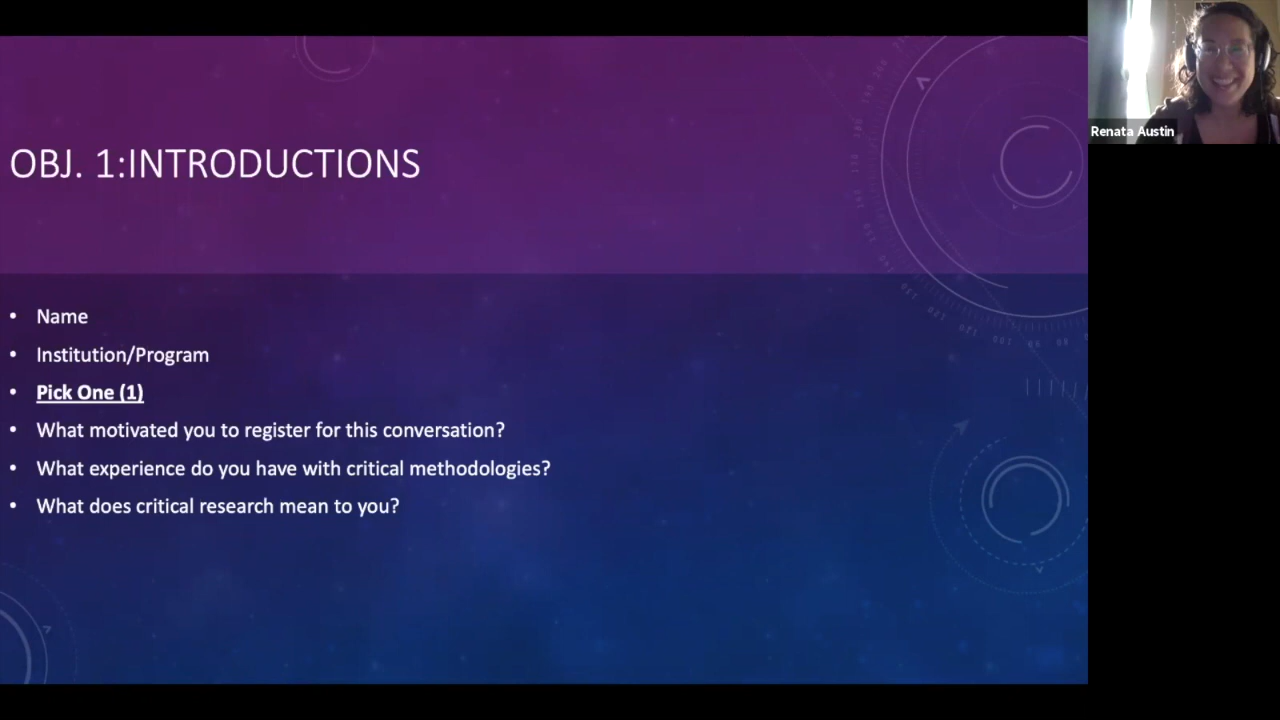 OBJ. 1:INTRODUCTIONS
• Name
• Institution/Program
• Pick One (1)
• What motivated you to register for this conversation?
• What experience do you have with critical methodologies?
• What does critical research mean to you?
Renata Austin